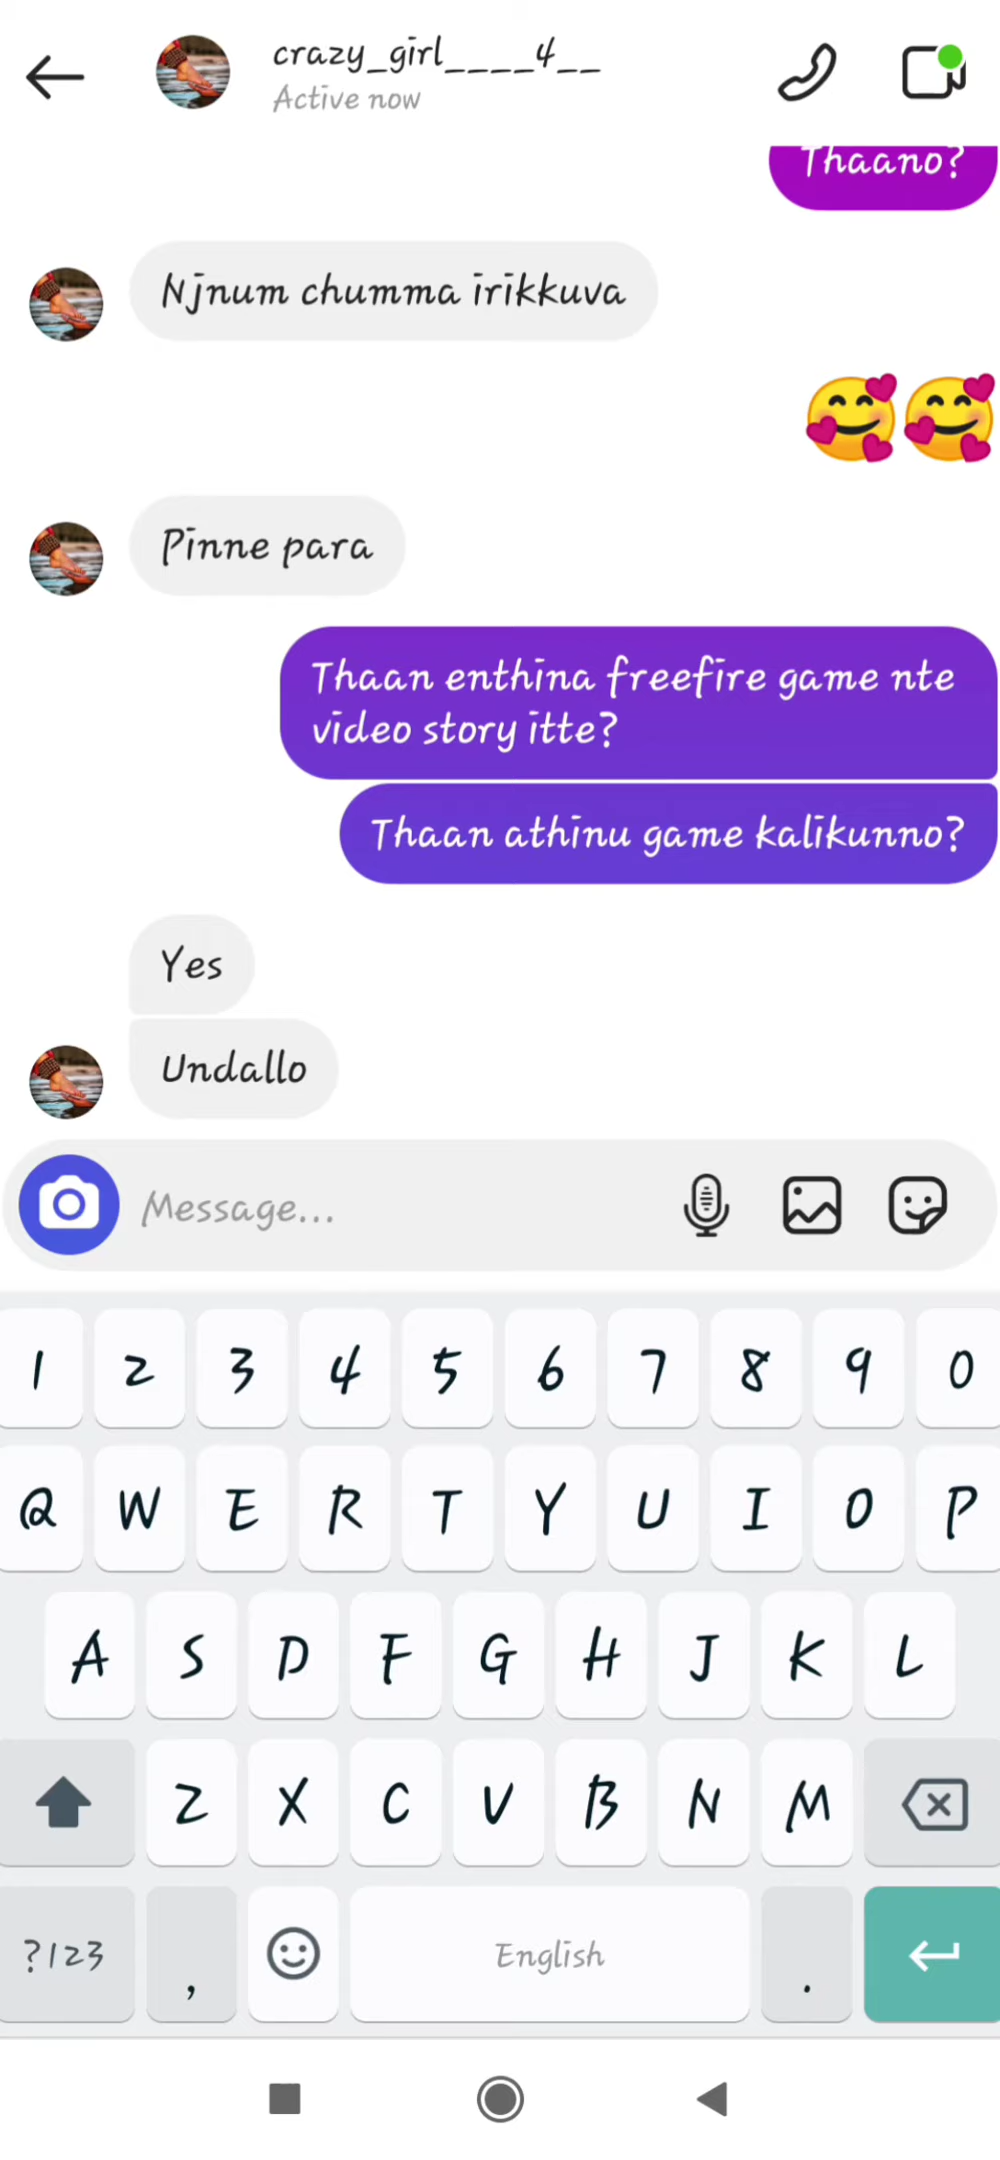 crazy_girl____4__
Active now
Thaano?
Njnum chumma irikkuva
Pinne para
Thaan enthina freefire game nte
video story itte?
Thaan athinu game kalikunno?
Yes
Undallo
Message...
1 2 3 4 5 6 7 8 9 0
Q W E R T Y U I O P
A S D F G H J K L
Z X C V B N M
?123 , English .